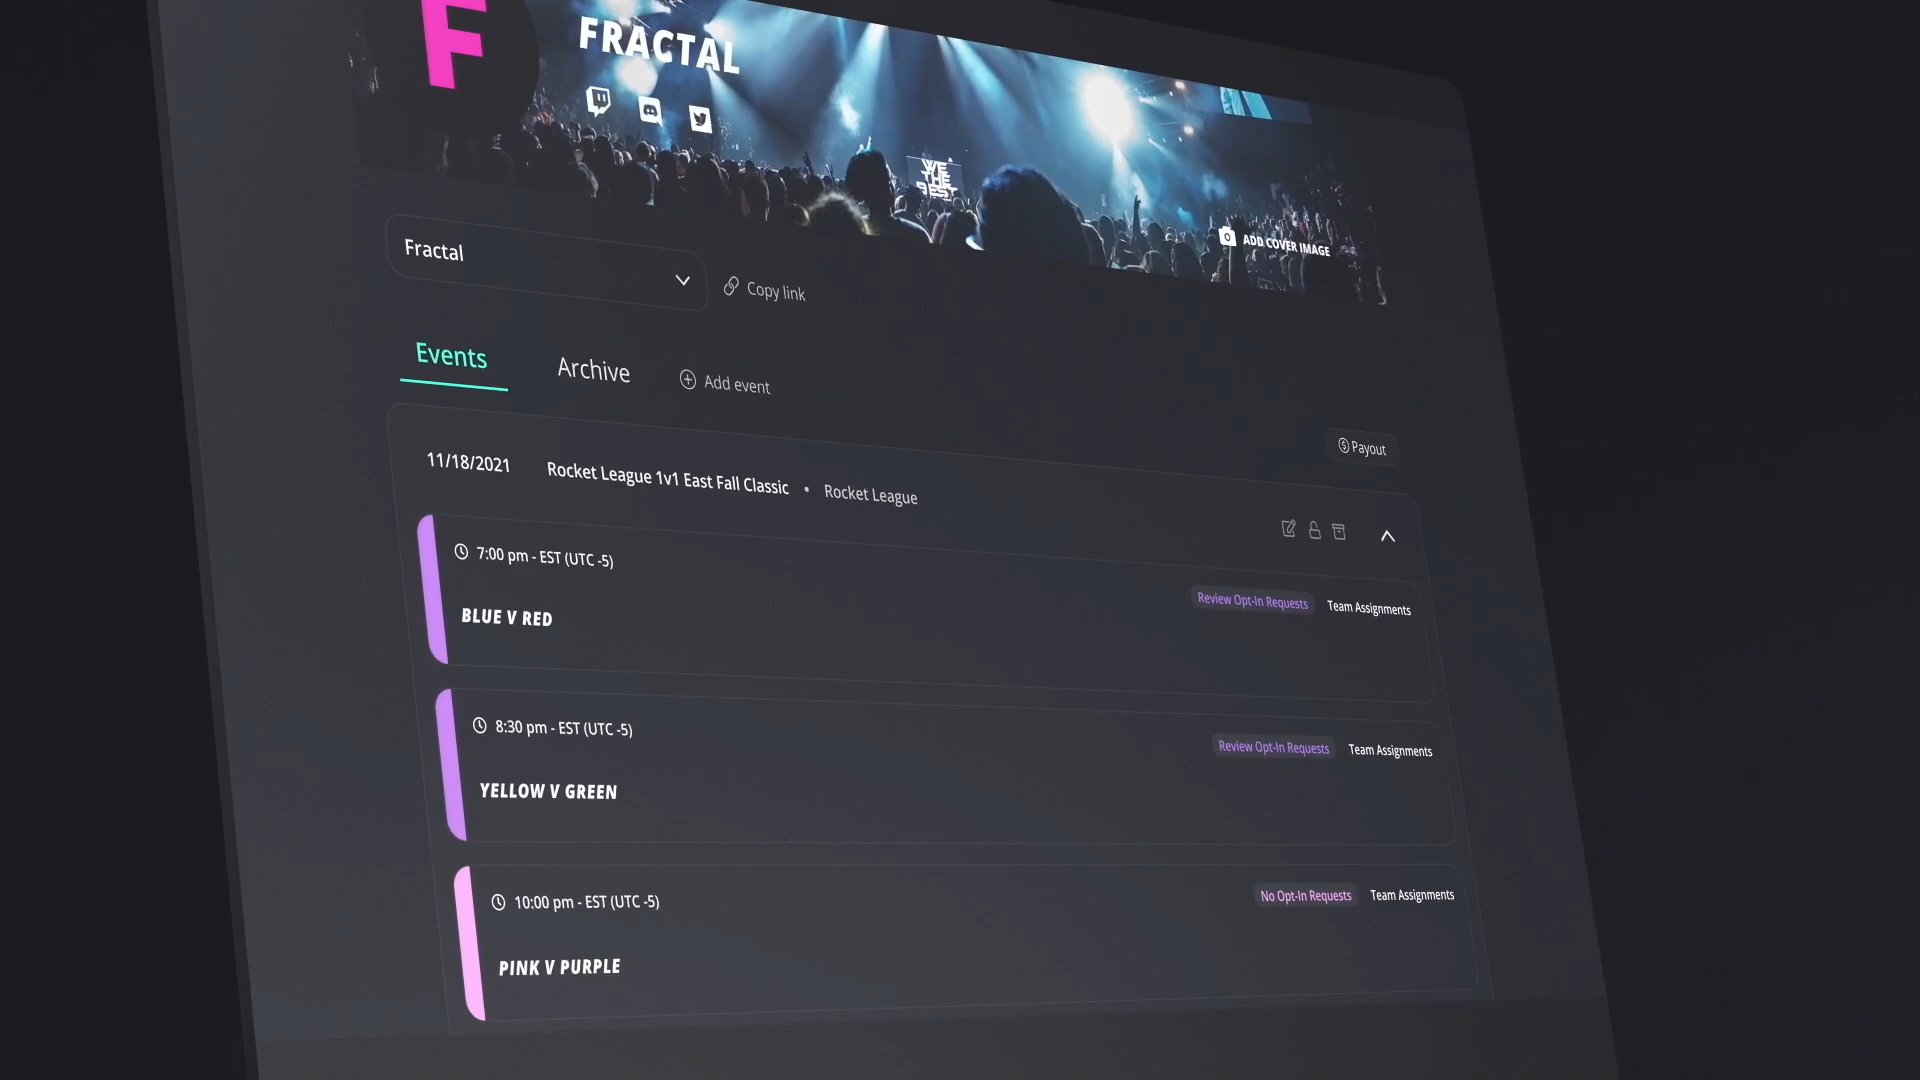 F
FRACTAL
WE
THE
BEST
ADD COVER IMAGE
Fractal
Copy link
Events
Archive
Add event
Payout
11/18/2021
Rocket League 1v1 East Fall Classic • Rocket League
7:00 pm - EST (UTC -5)
Review Opt-In Requests
Team Assignments
BLUE V RED
8:30 pm - EST (UTC -5)
Review Opt-In Requests
Team Assignments
YELLOW V GREEN
10:00 pm - EST (UTC -5)
No Opt-In Requests
Team Assignments
PINK V PURPLE